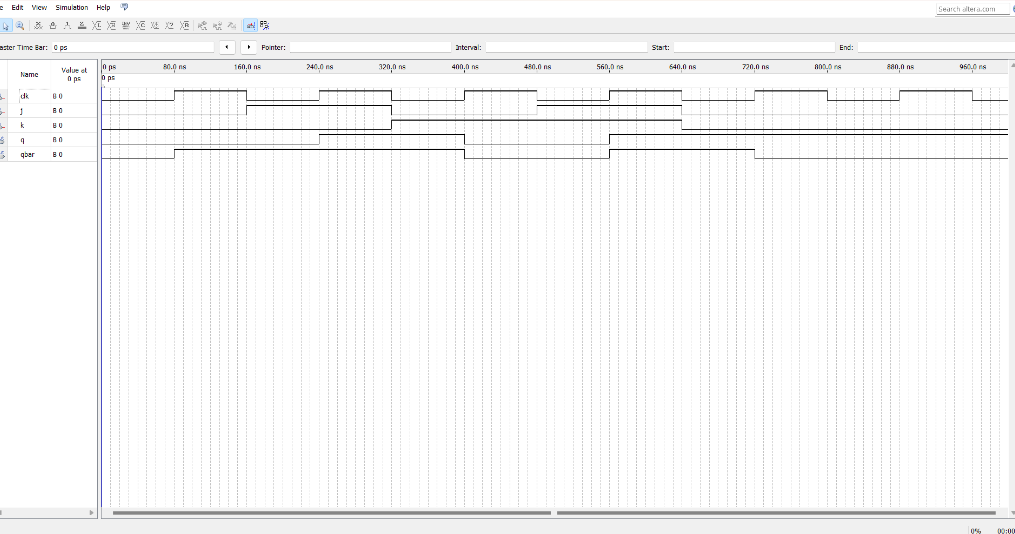 e Edit View Simulation Help
Search altera.com
aster Time Bar: 0 ps Pointer: Interval: Start: End:
Name Value at 0 ps
0 ps 80.0 ns 160.0 ns 240.0 ns 320.0 ns 400.0 ns 480.0 ns 560.0 ns 640.0 ns 720.0 ns 800.0 ns 880.0 ns 960.0 ns
0 ps
clk B 0
j B 0
k B 0
q B 0
qbar B 0
0% 00:00